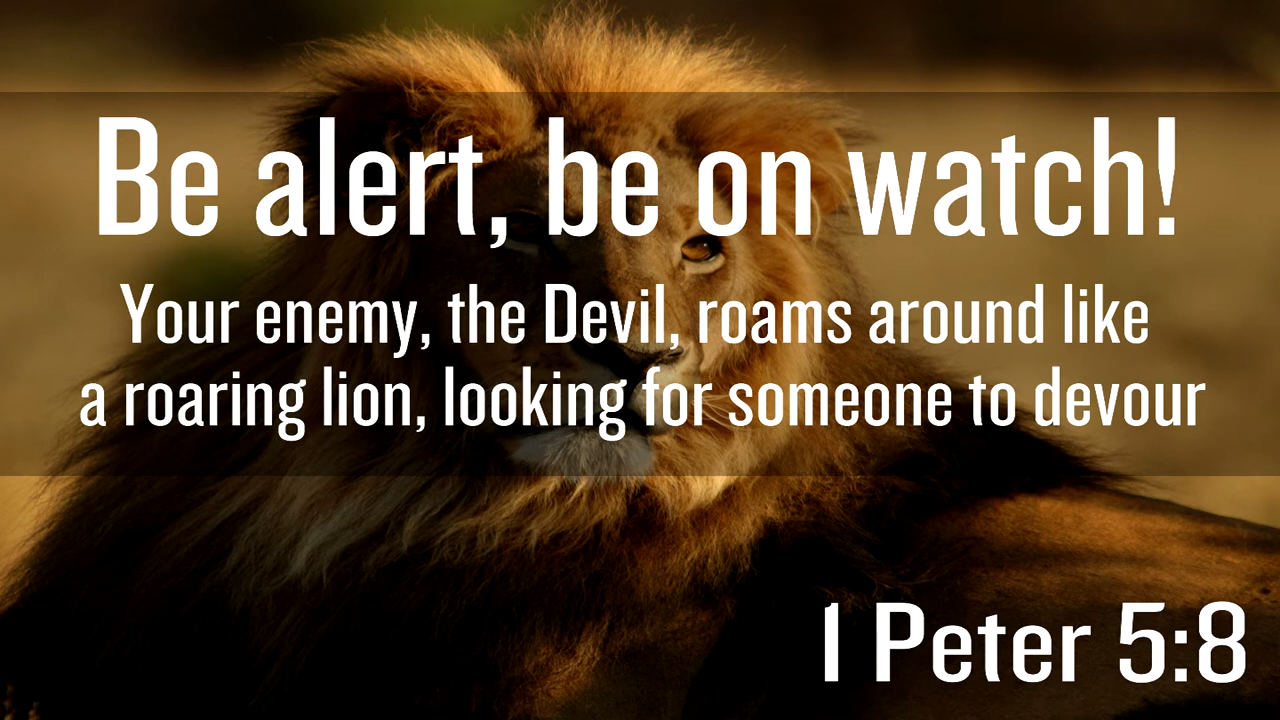 Be alert, be on watch!
Your enemy, the Devil, roams around like
a roaring lion, looking for someone to devour
1 Peter 5:8